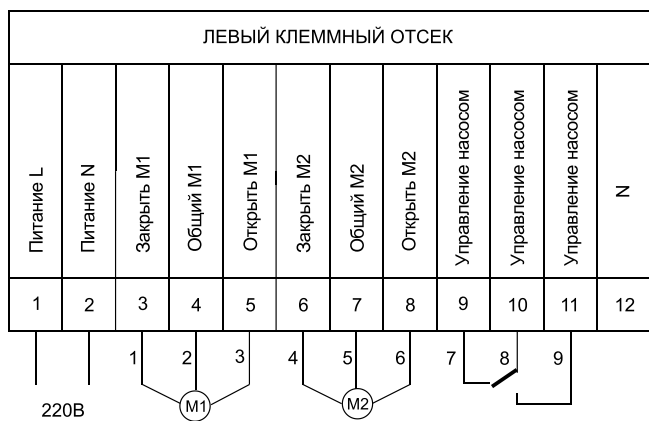 ЛЕВЫЙ КЛЕММНЫЙ ОТСЕК
Питание L
Питание N
Закрыть М1
Общий М1
Открыть М1
Закрыть М2
Общий М2
Открыть М2
Управление насосом
Управление насосом
Управление насосом
N
1 2 3 4 5 6 7 8 9 10 11 12
1 2 3 4 5 6 7 8 9
М1 М2
220В